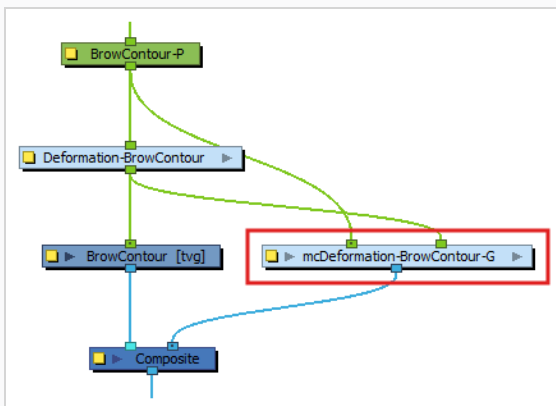 BrowContour-P
Deformation-BrowContour
BrowContour [tvg]
mcDeformation-BrowContour-G
Composite